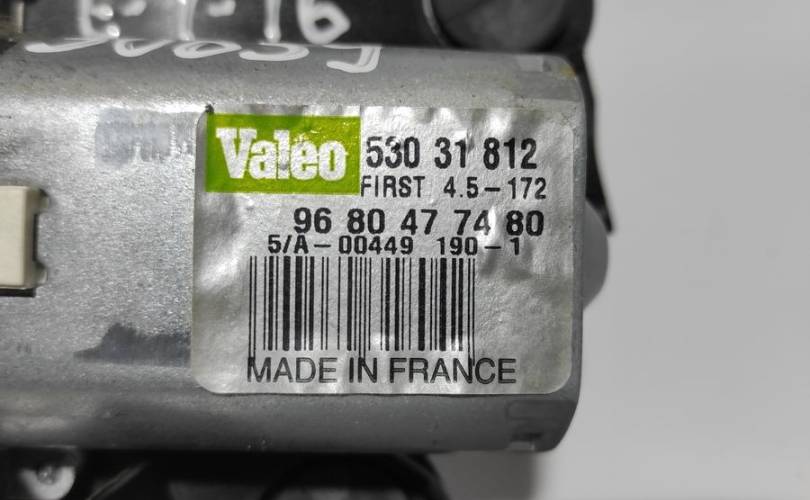 Valeo 530 31 812
FIRST 4.5-172
96 80 47 74 80
5/A-00449 190-1
MADE IN FRANCE